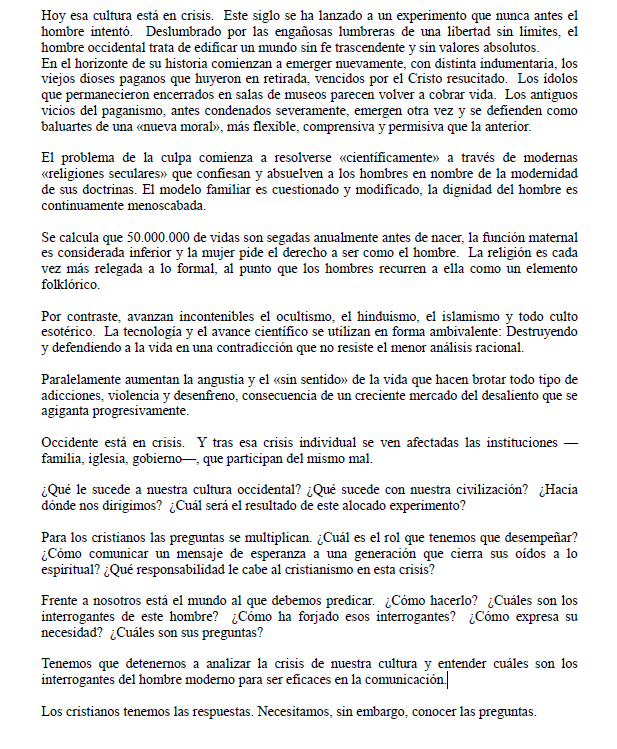 Hoy esa cultura está en crisis.  Este siglo se ha lanzado a un experimento que nunca antes el
hombre intentó.  Deslumbrado por las engañosas lumbreras de una libertad sin límites, el
hombre occidental trata de edificar un mundo sin fe trascendente y sin valores absolutos.
En el horizonte de su historia comienzan a emerger nuevamente, con distinta indumentaria, los
viejos dioses paganos que huyeron en retirada, vencidos por el Cristo resucitado.  Los ídolos
que permanecieron encerrados en salas de museos parecen volver a cobrar vida.  Los antiguos
vicios del paganismo, antes condenados severamente, emergen otra vez y se defienden como
baluartes de una «nueva moral», más flexible, comprensiva y permisiva que la anterior.

El problema de la culpa comienza a resolverse «científicamente» a través de modernas
«religiones seculares» que confiesan y absuelven a los hombres en nombre de la modernidad
de sus doctrinas. El modelo familiar es cuestionado y modificado, la dignidad del hombre es
continuamente menoscabada.

Se calcula que 50.000.000 de vidas son segadas anualmente antes de nacer, la función maternal
es considerada inferior y la mujer pide el derecho a ser como el hombre.  La religión es cada
vez más relegada a lo formal, al punto que los hombres recurren a ella como un elemento
folklórico.

Por contraste, avanzan incontenibles el ocultismo, el hinduismo, el islamismo y todo culto
esotérico.  La tecnología y el avance científico se utilizan en forma ambivalente: Destruyendo
y defendiendo a la vida en una contradicción que no resiste el menor análisis racional.

Paralelamente aumentan la angustia y el «sin sentido» de la vida que hacen brotar todo tipo de
adicciones, violencia y desenfreno, consecuencia de un creciente mercado del desaliento que se
agiganta progresivamente.

Occidente está en crisis.  Y tras esa crisis individual se ven afectadas las instituciones —
familia, iglesia, gobierno—, que participan del mismo mal.

¿Qué le sucede a nuestra cultura occidental? ¿Qué sucede con nuestra civilización?  ¿Hacia
dónde nos dirigimos?  ¿Cuál será el resultado de este alocado experimento?

Para los cristianos las preguntas se multiplican. ¿Cuál es el rol que tenemos que desempeñar?
¿Cómo comunicar un mensaje de esperanza a una generación que cierra sus oídos a lo
espiritual? ¿Qué responsabilidad le cabe al cristianismo en esta crisis?

Frente a nosotros está el mundo al que debemos predicar.  ¿Cómo hacerlo?  ¿Cuáles son los
interrogantes de este hombre?  ¿Cómo ha forjado esos interrogantes?  ¿Cómo expresa su
necesidad?  ¿Cuáles son sus preguntas?

Tenemos que detenernos a analizar la crisis de nuestra cultura y entender cuáles son los
interrogantes del hombre moderno para ser eficaces en la comunicación.

Los cristianos tenemos las respuestas. Necesitamos, sin embargo, conocer las preguntas.